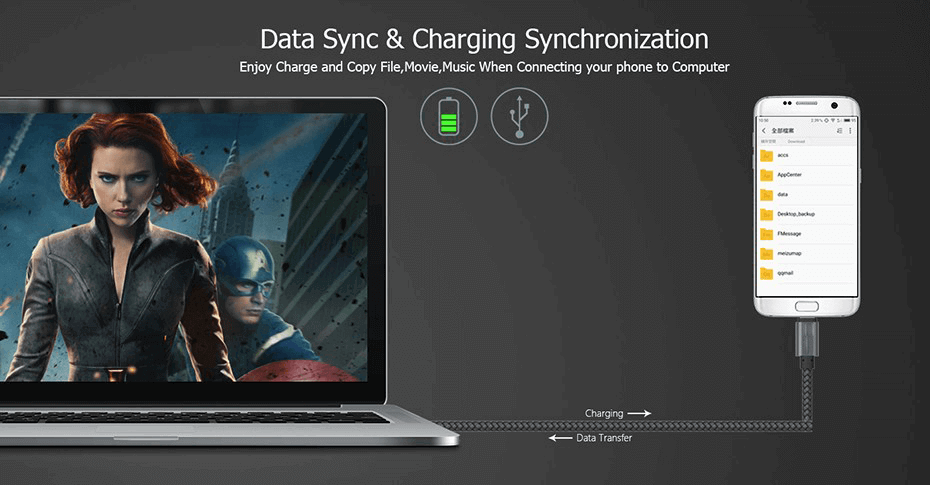 Data Sync & Charging Synchronization
Enjoy Charge and Copy File,Movie,Music When Connecting your phone to Computer
全部檔案
Download
accs
AppCenter
data
Desktop_backup
FMessage
meizumap
qqmail
Charging
Data Transfer